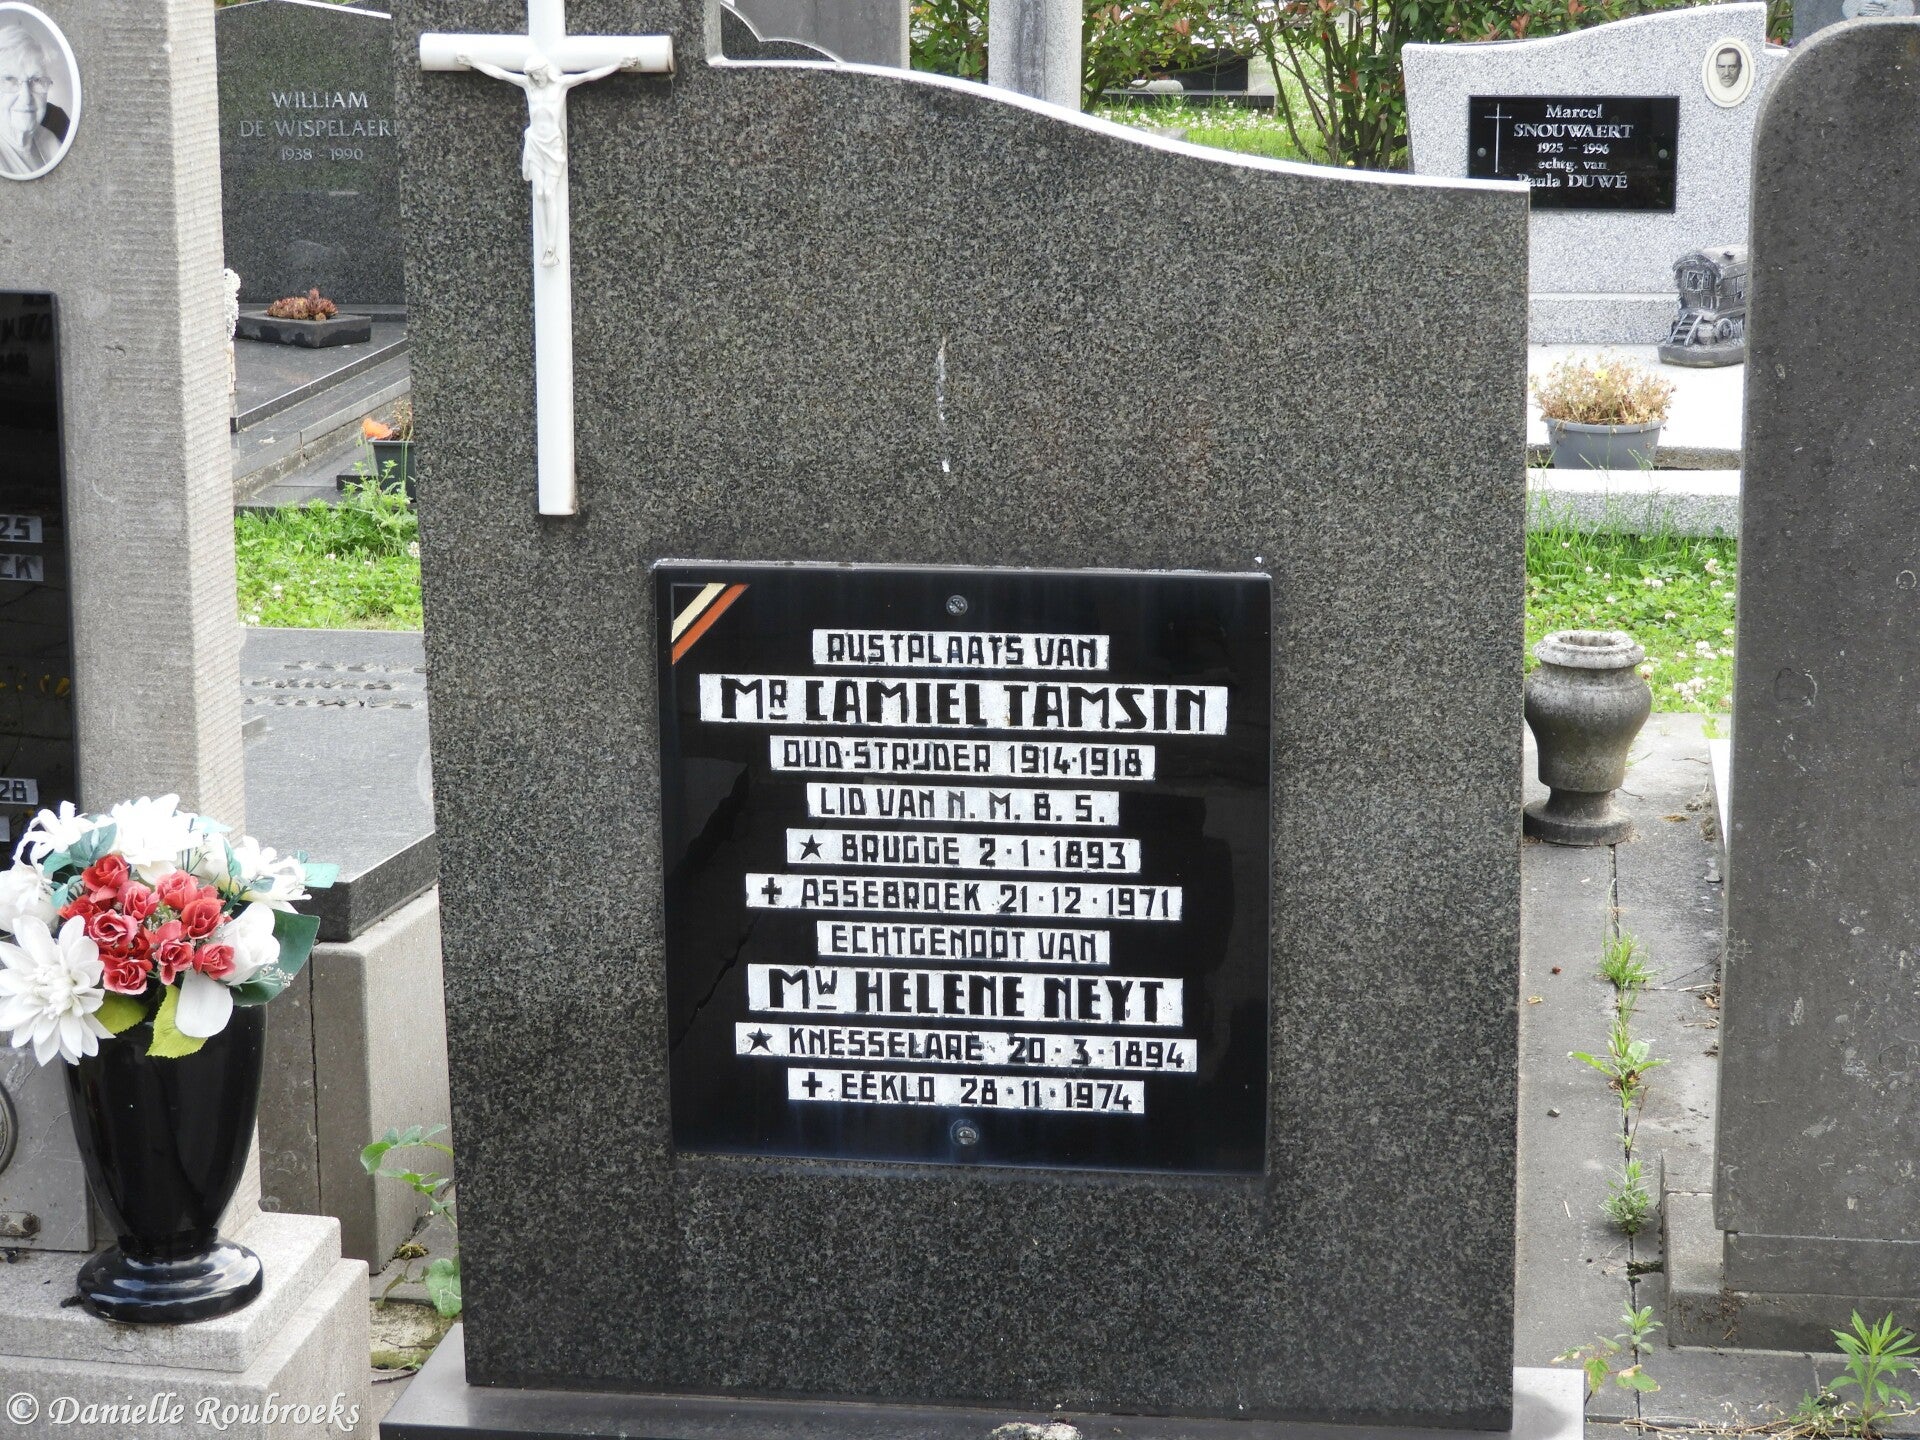 WILLIAM
DE WISPELAERE
1938 - 1990
Marcel
SNOUWAERT
1925 - 1996
echtg. van
Paula DUWÉ
25
28
RUSTPLAATS VAN
MR CAMIEL TAMSIN
OUD-STRIJDER 1914-1918
LID VAN N. M. B. S.
★ BRUGGE 2·1·1893
✝ ASSEBROEK 21·12·1971
ECHTGENOOT VAN
MW HELENE NEYT
★ KNESSELARE 20·3·1894
✝ EEKLO 28·11·1974
© Danielle Roubroeks